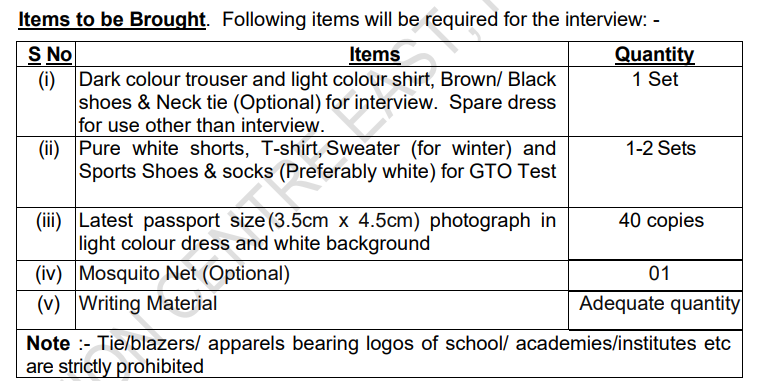 Items to be Brought. Following items will be required for the interview: -
S No Items Quantity
(i) Dark colour trouser and light colour shirt, Brown/ Black 1 Set
shoes & Neck tie (Optional) for interview. Spare dress
for use other than interview.
(ii) Pure white shorts, T-shirt, Sweater (for winter) and 1-2 Sets
Sports Shoes & socks (Preferably white) for GTO Test
(iii) Latest passport size(3.5cm x 4.5cm) photograph in 40 copies
light colour dress and white background
(iv) Mosquito Net (Optional) 01
(v) Writing Material Adequate quantity
Note :- Tie/blazers/ apparels bearing logos of school/ academies/institutes etc
are strictly prohibited
ION CENTRE EAST,